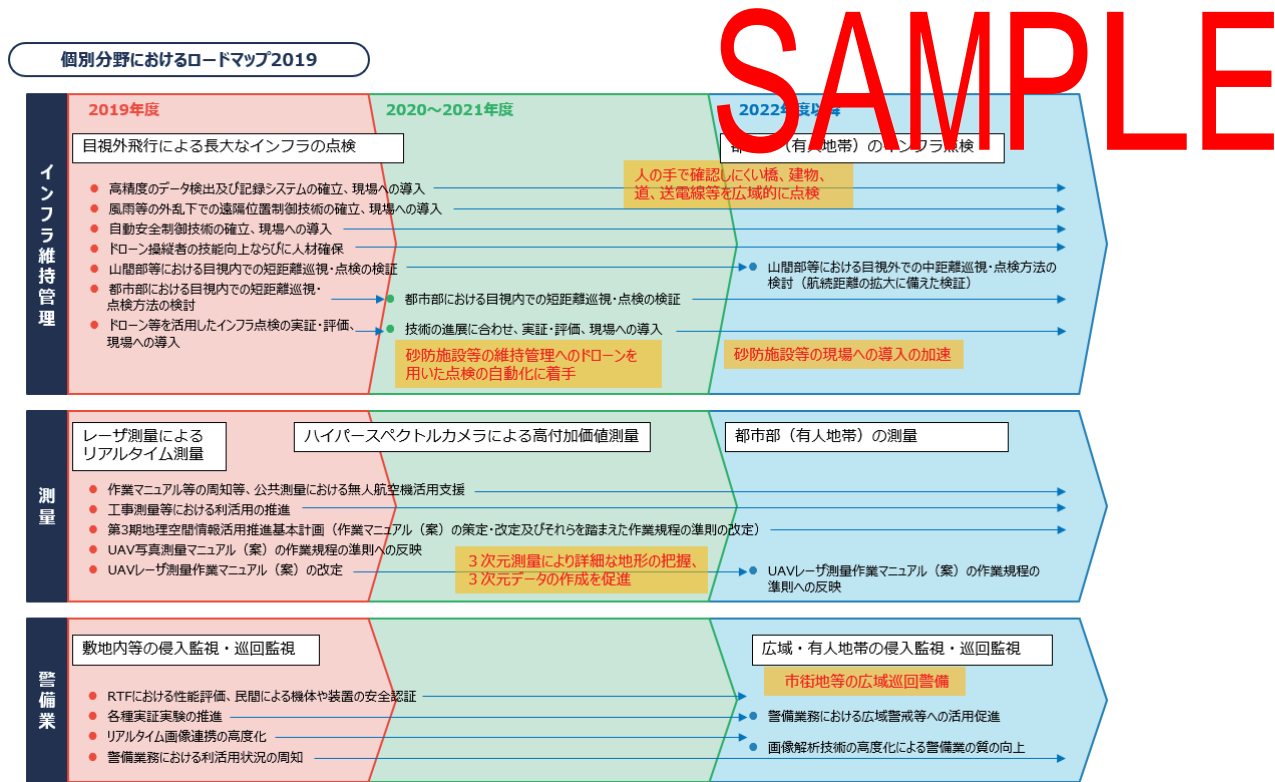 SAMPLE
個別分野におけるロードマップ2019
インフラ維持管理
2019年度
2020～2021年度
2022年度以降
目視外飛行による長大なインフラの点検
都市部（有人地帯）のインフラ点検
人の手で確認しにくい橋、建物、
道、送電線等を広域的に点検
高精度のデータ検出及び記録システムの確立、現場への導入
風雨等の外乱下での遠隔位置制御技術の確立、現場への導入
自動安全制御技術の確立、現場への導入
ドローン操縦者の技能向上ならびに人材確保
山間部等における目視内での短距離巡視・点検の検証
山間部等における目視外での中距離巡視・点検方法の
検討（航続距離の拡大に備えた検証）
都市部における目視内での短距離巡視・
点検方法の検討
都市部における目視内での短距離巡視・点検の検証
ドローン等を活用したインフラ点検の実証・評価、
現場への導入
技術の進展に合わせ、実証・評価、現場への導入
砂防施設等の維持管理へのドローンを
用いた点検の自動化に着手
砂防施設等の現場への導入の加速
測量
レーザ測量による
リアルタイム測量
ハイパースペクトルカメラによる高付加価値測量
都市部（有人地帯）の測量
作業マニュアル等の周知等、公共測量における無人航空機活用支援
工事測量等における利活用の推進
第3期地理空間情報活用推進基本計画（作業マニュアル（案）の策定・改定及びそれらを踏まえた作業規程の準則の改定）
UAV写真測量マニュアル（案）の作業規程の準則への反映
UAVレーザ測量作業マニュアル（案）の改定
３次元測量により詳細な地形の把握、
３次元データの作成を促進
UAVレーザ測量作業マニュアル（案）の作業規程の
準則への反映
警備業
敷地内等の侵入監視・巡回監視
広域・有人地帯の侵入監視・巡回監視
市街地等の広域巡回警備
RTFにおける性能評価、民間による機体や装置の安全認証
各種実証実験の推進
リアルタイム画像連携の高度化
警備業務における利活用状況の周知
警備業務における広域警戒等への活用促進
画像解析技術の高度化による警備業の質の向上